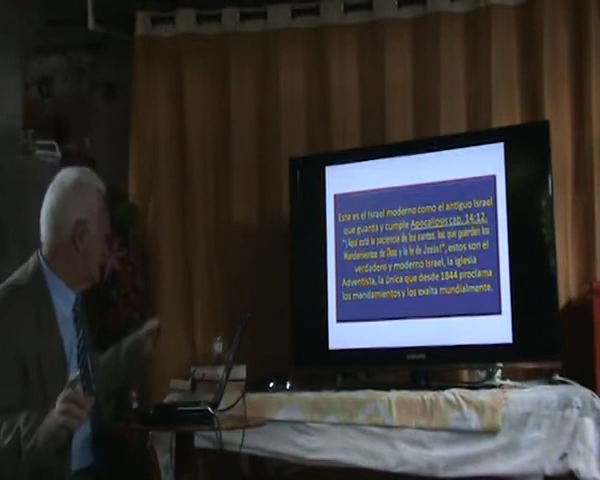 Este es el Israel moderno como el antiguo Israel
que guarda y cumple Apocalipsis cap. 14:12.
"¡Aquí está la paciencia de los santos, los que guardan los
Mandamientos de Dios y la fe de Jesús!", estos son el
verdadero y moderno Israel, la iglesia
Adventista, la única que desde 1844 proclama
los mandamientos y los exalta mundialmente.
SAMSUNG